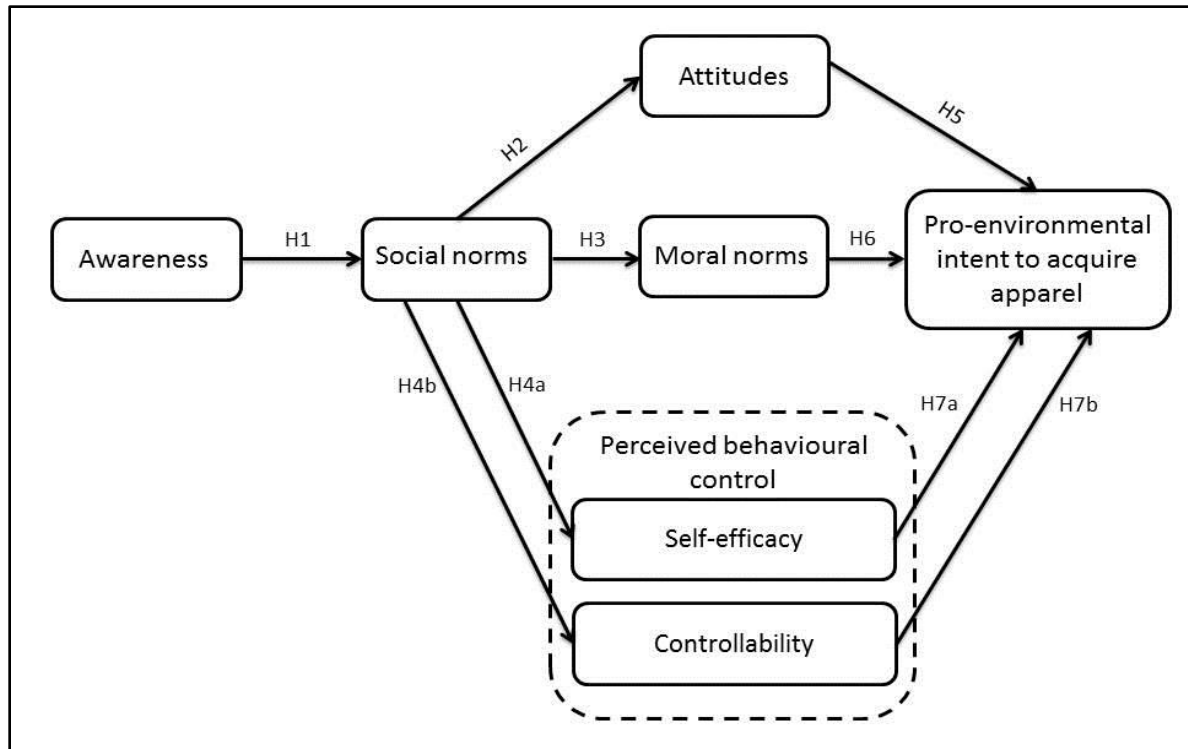 Attitudes
H2
H5
Awareness
H1
Social norms
H3
Moral norms
H6
Pro-environmental
intent to acquire
apparel
H4b
H4a
H7a
H7b
Perceived behavioural
control
Self-efficacy
Controllability